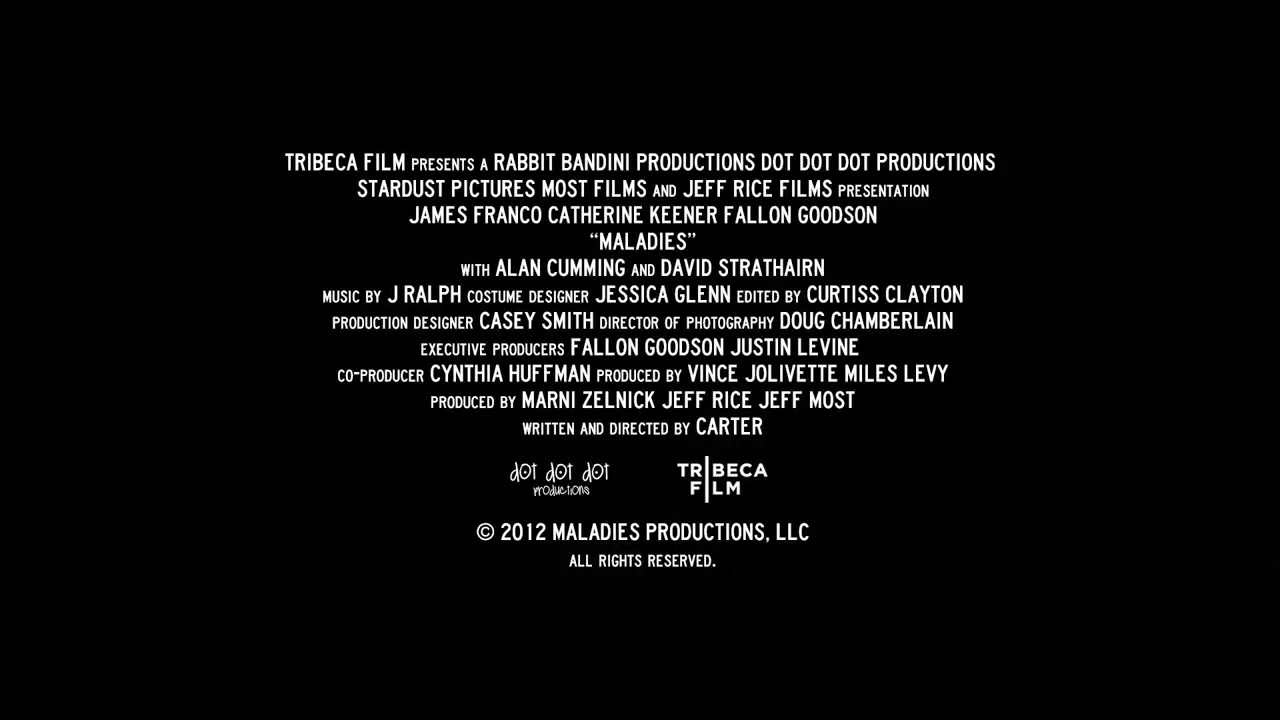 TRIBECA FILM PRESENTS A RABBIT BANDINI PRODUCTIONS DOT DOT DOT PRODUCTIONS
STARDUST PICTURES MOST FILMS AND JEFF RICE FILMS PRESENTATION
JAMES FRANCO CATHERINE KEENER FALLON GOODSON
“MALADIES”
WITH ALAN CUMMING AND DAVID STRATHAIRN
MUSIC BY J RALPH COSTUME DESIGNER JESSICA GLENN EDITED BY CURTISS CLAYTON
PRODUCTION DESIGNER CASEY SMITH DIRECTOR OF PHOTOGRAPHY DOUG CHAMBERLAIN
EXECUTIVE PRODUCERS FALLON GOODSON JUSTIN LEVINE
CO-PRODUCER CYNTHIA HUFFMAN PRODUCED BY VINCE JOLIVETTE MILES LEVY
PRODUCED BY MARNI ZELNICK JEFF RICE JEFF MOST
WRITTEN AND DIRECTED BY CARTER
dot dot dot
productions
TRIBECA
FILM
© 2012 MALADIES PRODUCTIONS, LLC
ALL RIGHTS RESERVED.